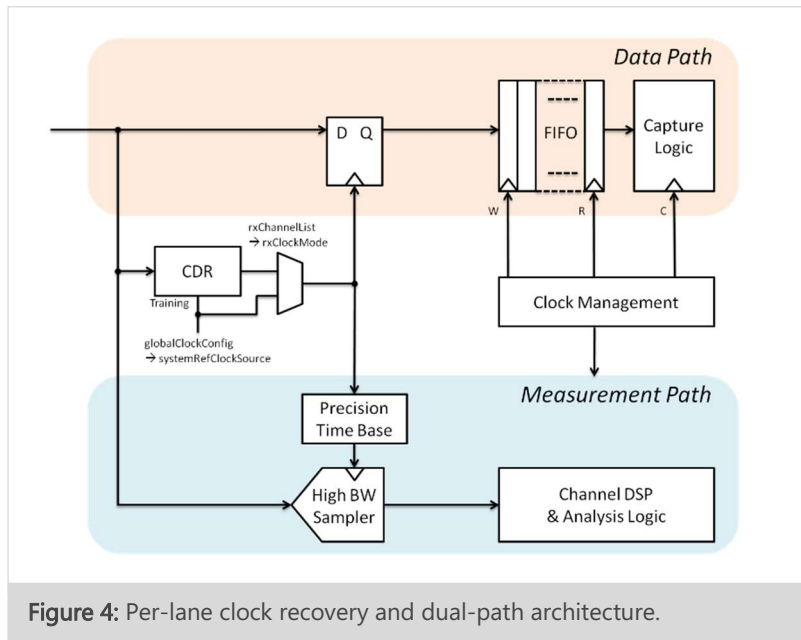 Data Path
D Q
FIFO
Capture
Logic
W
R
C
rxChannelList
→ rxClockMode
CDR
Training
Clock Management
globalClockConfig
→ systemRefClockSource
Measurement Path
Precision
Time Base
High BW
Sampler
Channel DSP
& Analysis Logic
Figure 4: Per-lane clock recovery and dual-path architecture.